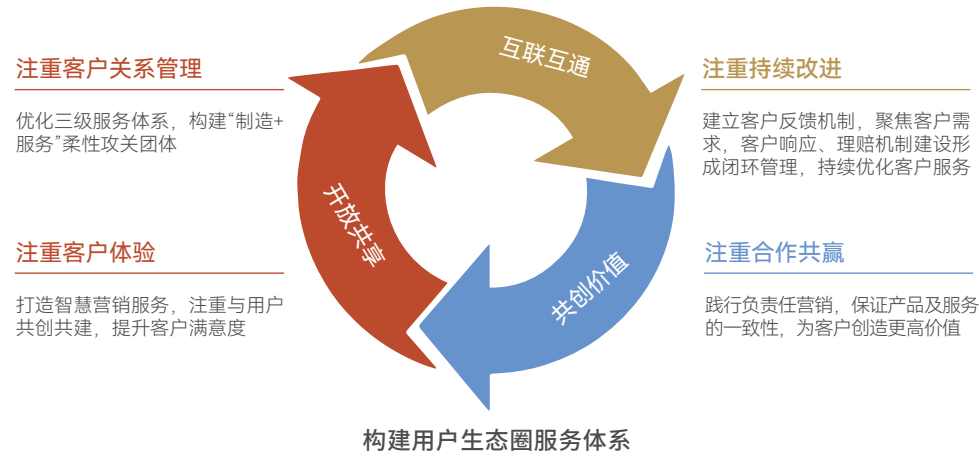 注重客户关系管理
优化三级服务体系，构建“制造+
服务”柔性攻关团体
注重客户体验
打造智慧营销服务，注重与用户
共创共建，提升客户满意度
互联互通
开放共享
共创价值
注重持续改进
建立客户反馈机制，聚焦客户需
求，客户响应、理赔机制建设形
成闭环管理，持续优化客户服务
注重合作共赢
践行负责任营销，保证产品及服务
的一致性，为客户创造更高价值
构建用户生态圈服务体系